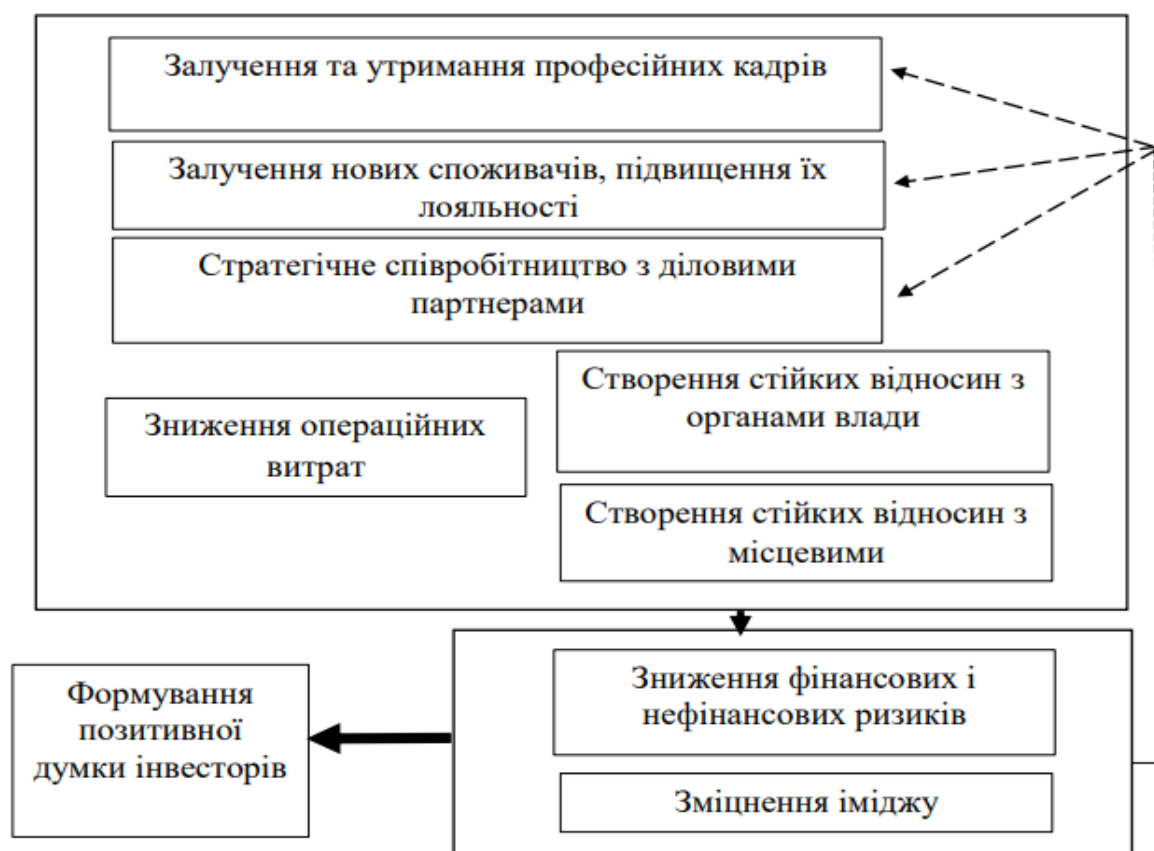 Залучення та утримання професійних кадрів
Залучення нових споживачів, підвищення їх
лояльності
Стратегічне співробітництво з діловими
партнерами
Створення стійких відносин з
органами влади
Зниження операційних
витрат
Створення стійких відносин з
місцевими
Зниження фінансових і
нефінансових ризиків
Формування
позитивної
думки інвесторів
Зміцнення іміджу